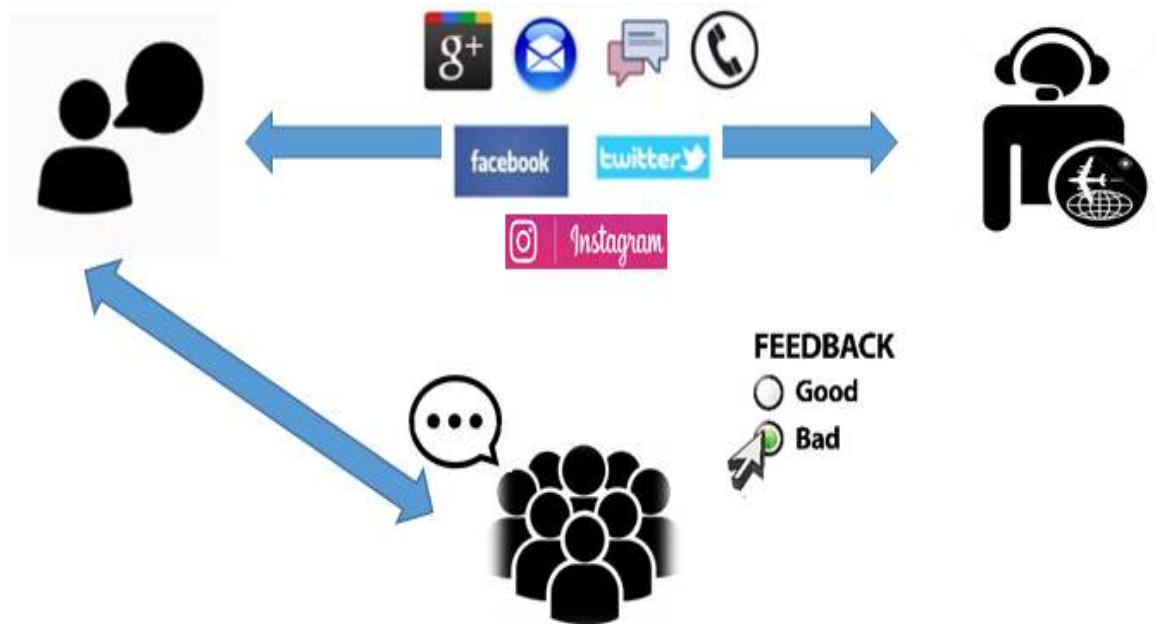 g+
facebook
twitter
Instagram
FEEDBACK
Good
Bad